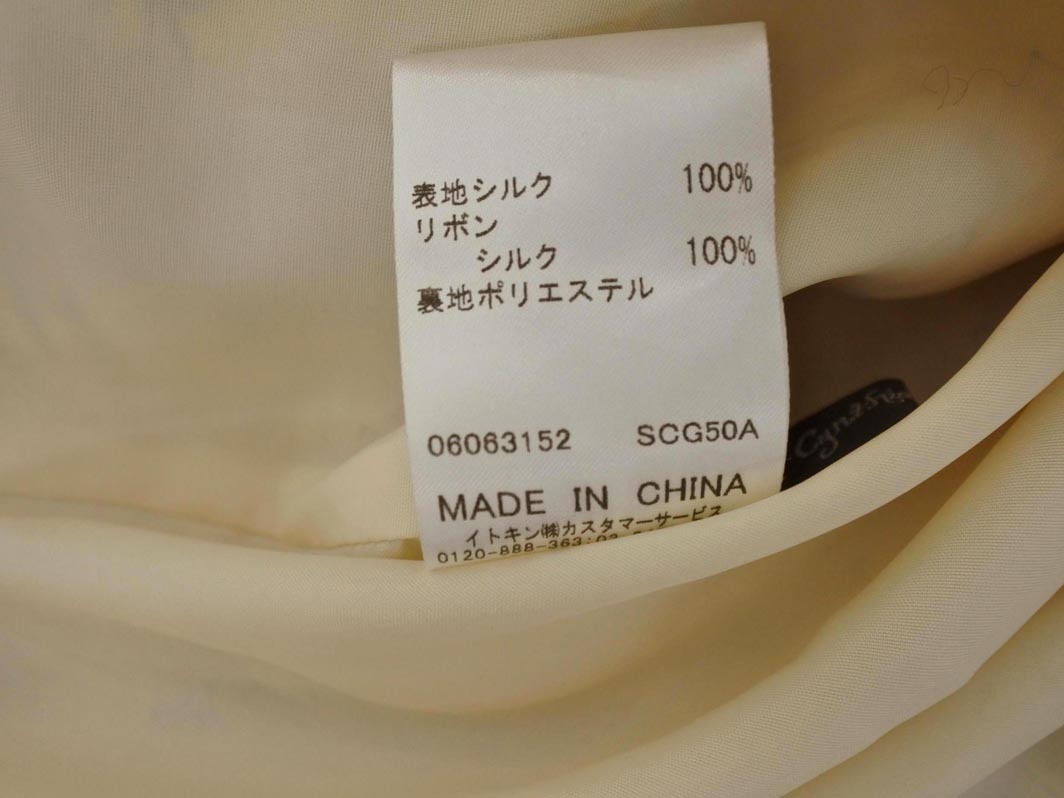 表地シルク 100%
リボン
シルク 100%
裏地ポリエステル
06063152 SCG50A
MADE IN CHINA
イトキン㈱カスタマーサービス
0120-888-363:03